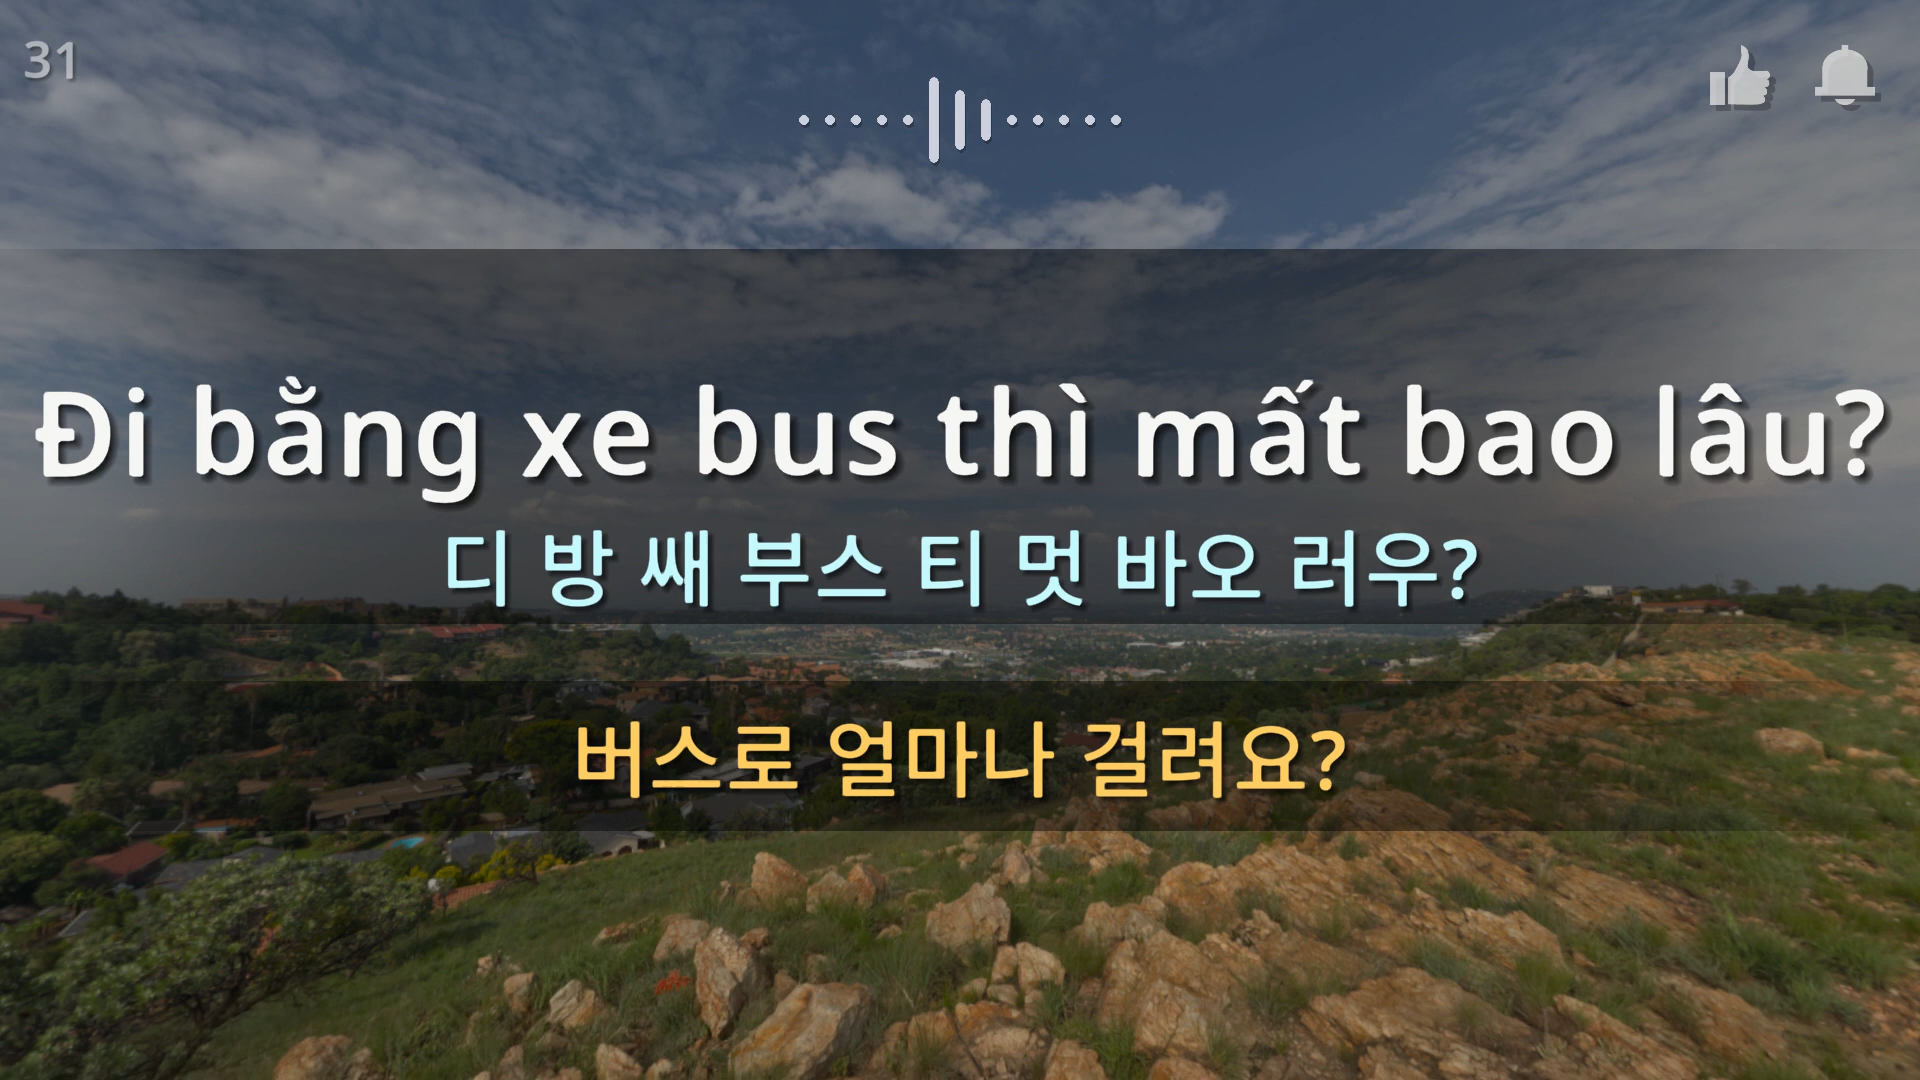 31
Đi bằng xe bus thì mất bao lâu?
디 방 쌔 부스 티 멋 바오 러우?
버스로 얼마나 걸려요?